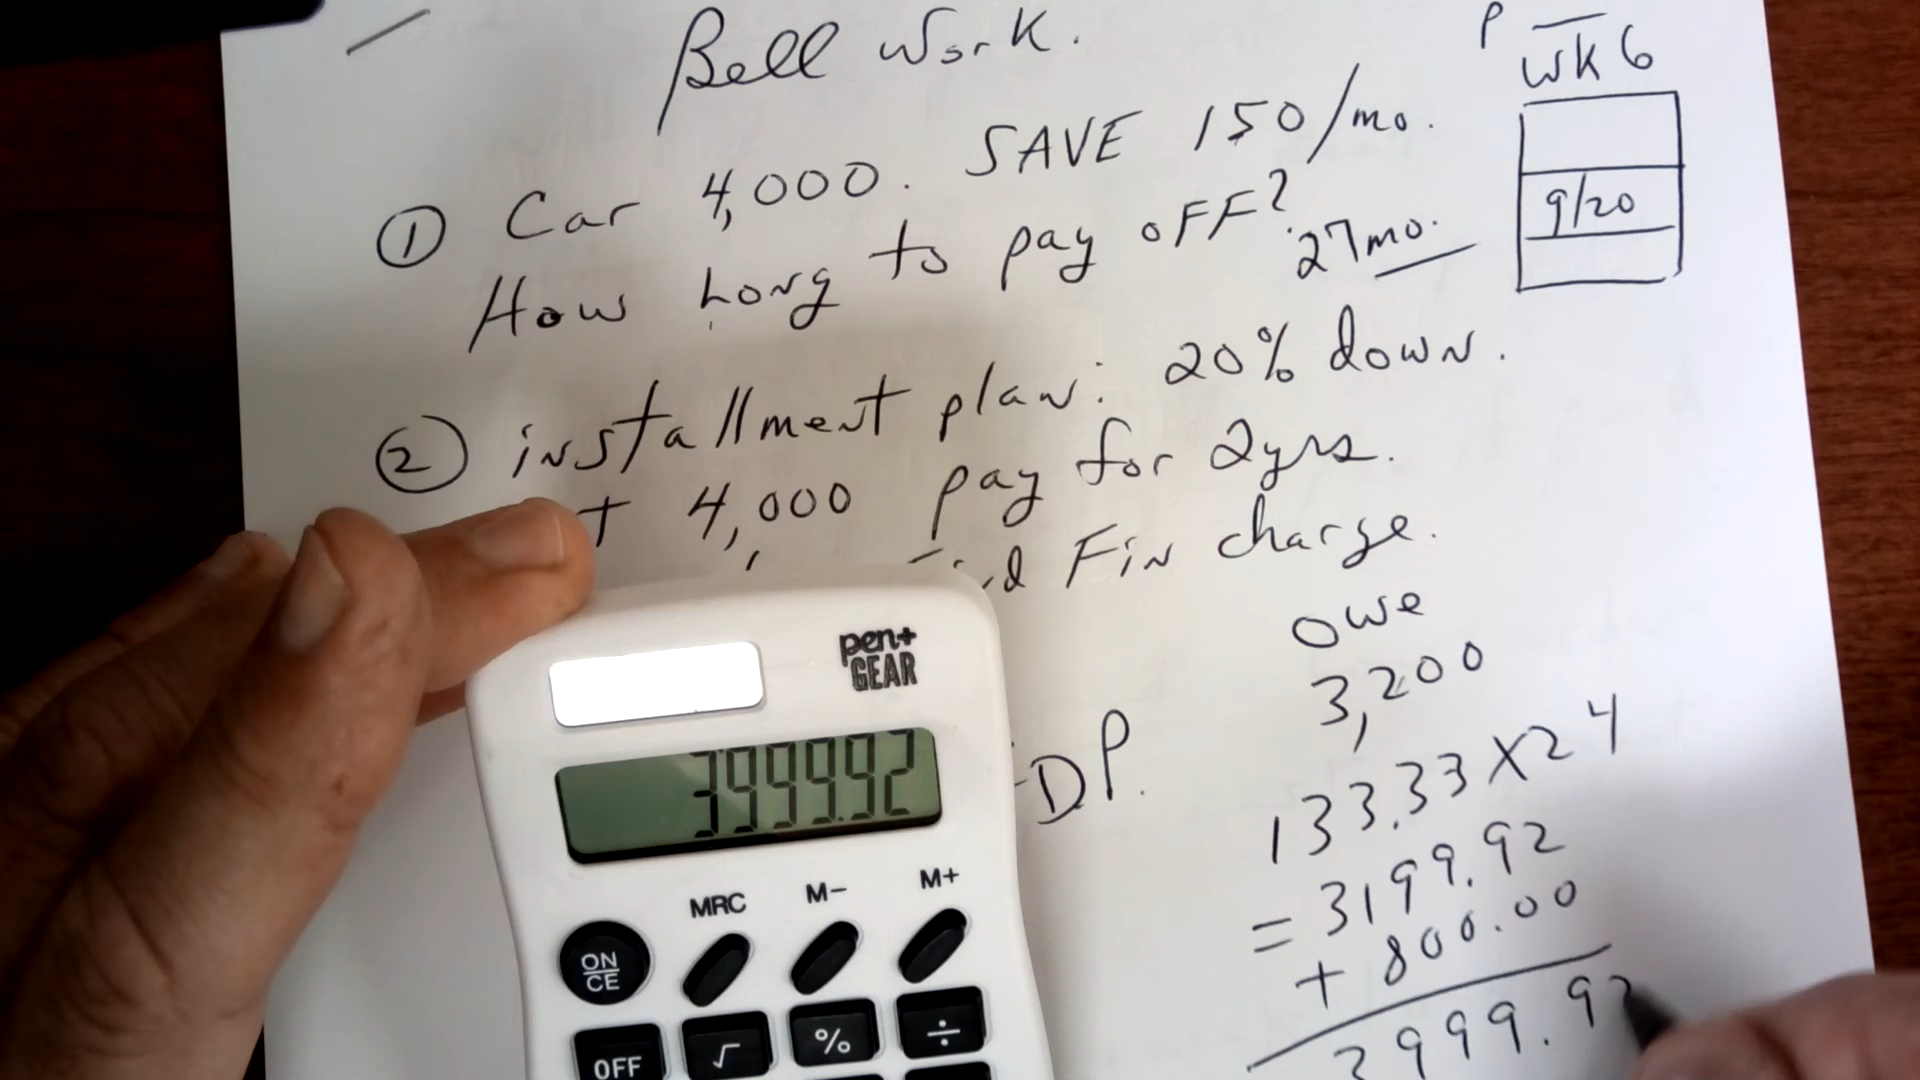 Bell Work.
P
WK 6
① Car 4,000. SAVE 150/mo.
How long to pay OFF?
27mo.
9/20
② installment plan: 20% down.
+ 4,000 pay for 2yrs.
Fin charge.
owe
3,200
DP.
133.33 x 24
= 3199.92
+ 800.00
3999.92
pen+
GEAR
3999.92
MRC M- M+
ON
CE
OFF √ % ÷